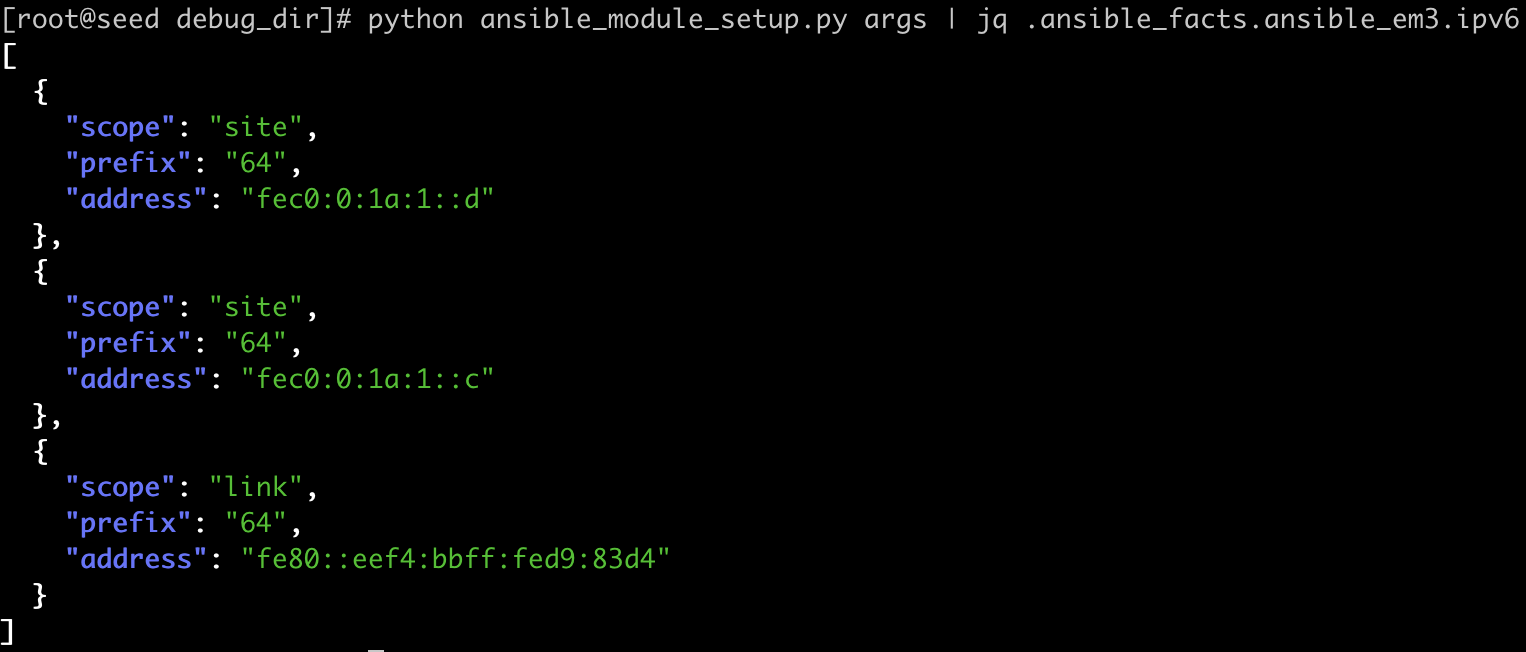 [root@seed debug_dir]# python ansible_module_setup.py args | jq .ansible_facts.ansible_em3.ipv6
[
  {
    "scope": "site",
    "prefix": "64",
    "address": "fec0:0:1a:1::d"
  },
  {
    "scope": "site",
    "prefix": "64",
    "address": "fec0:0:1a:1::c"
  },
  {
    "scope": "link",
    "prefix": "64",
    "address": "fe80::eef4:bbff:fed9:83d4"
  }
]